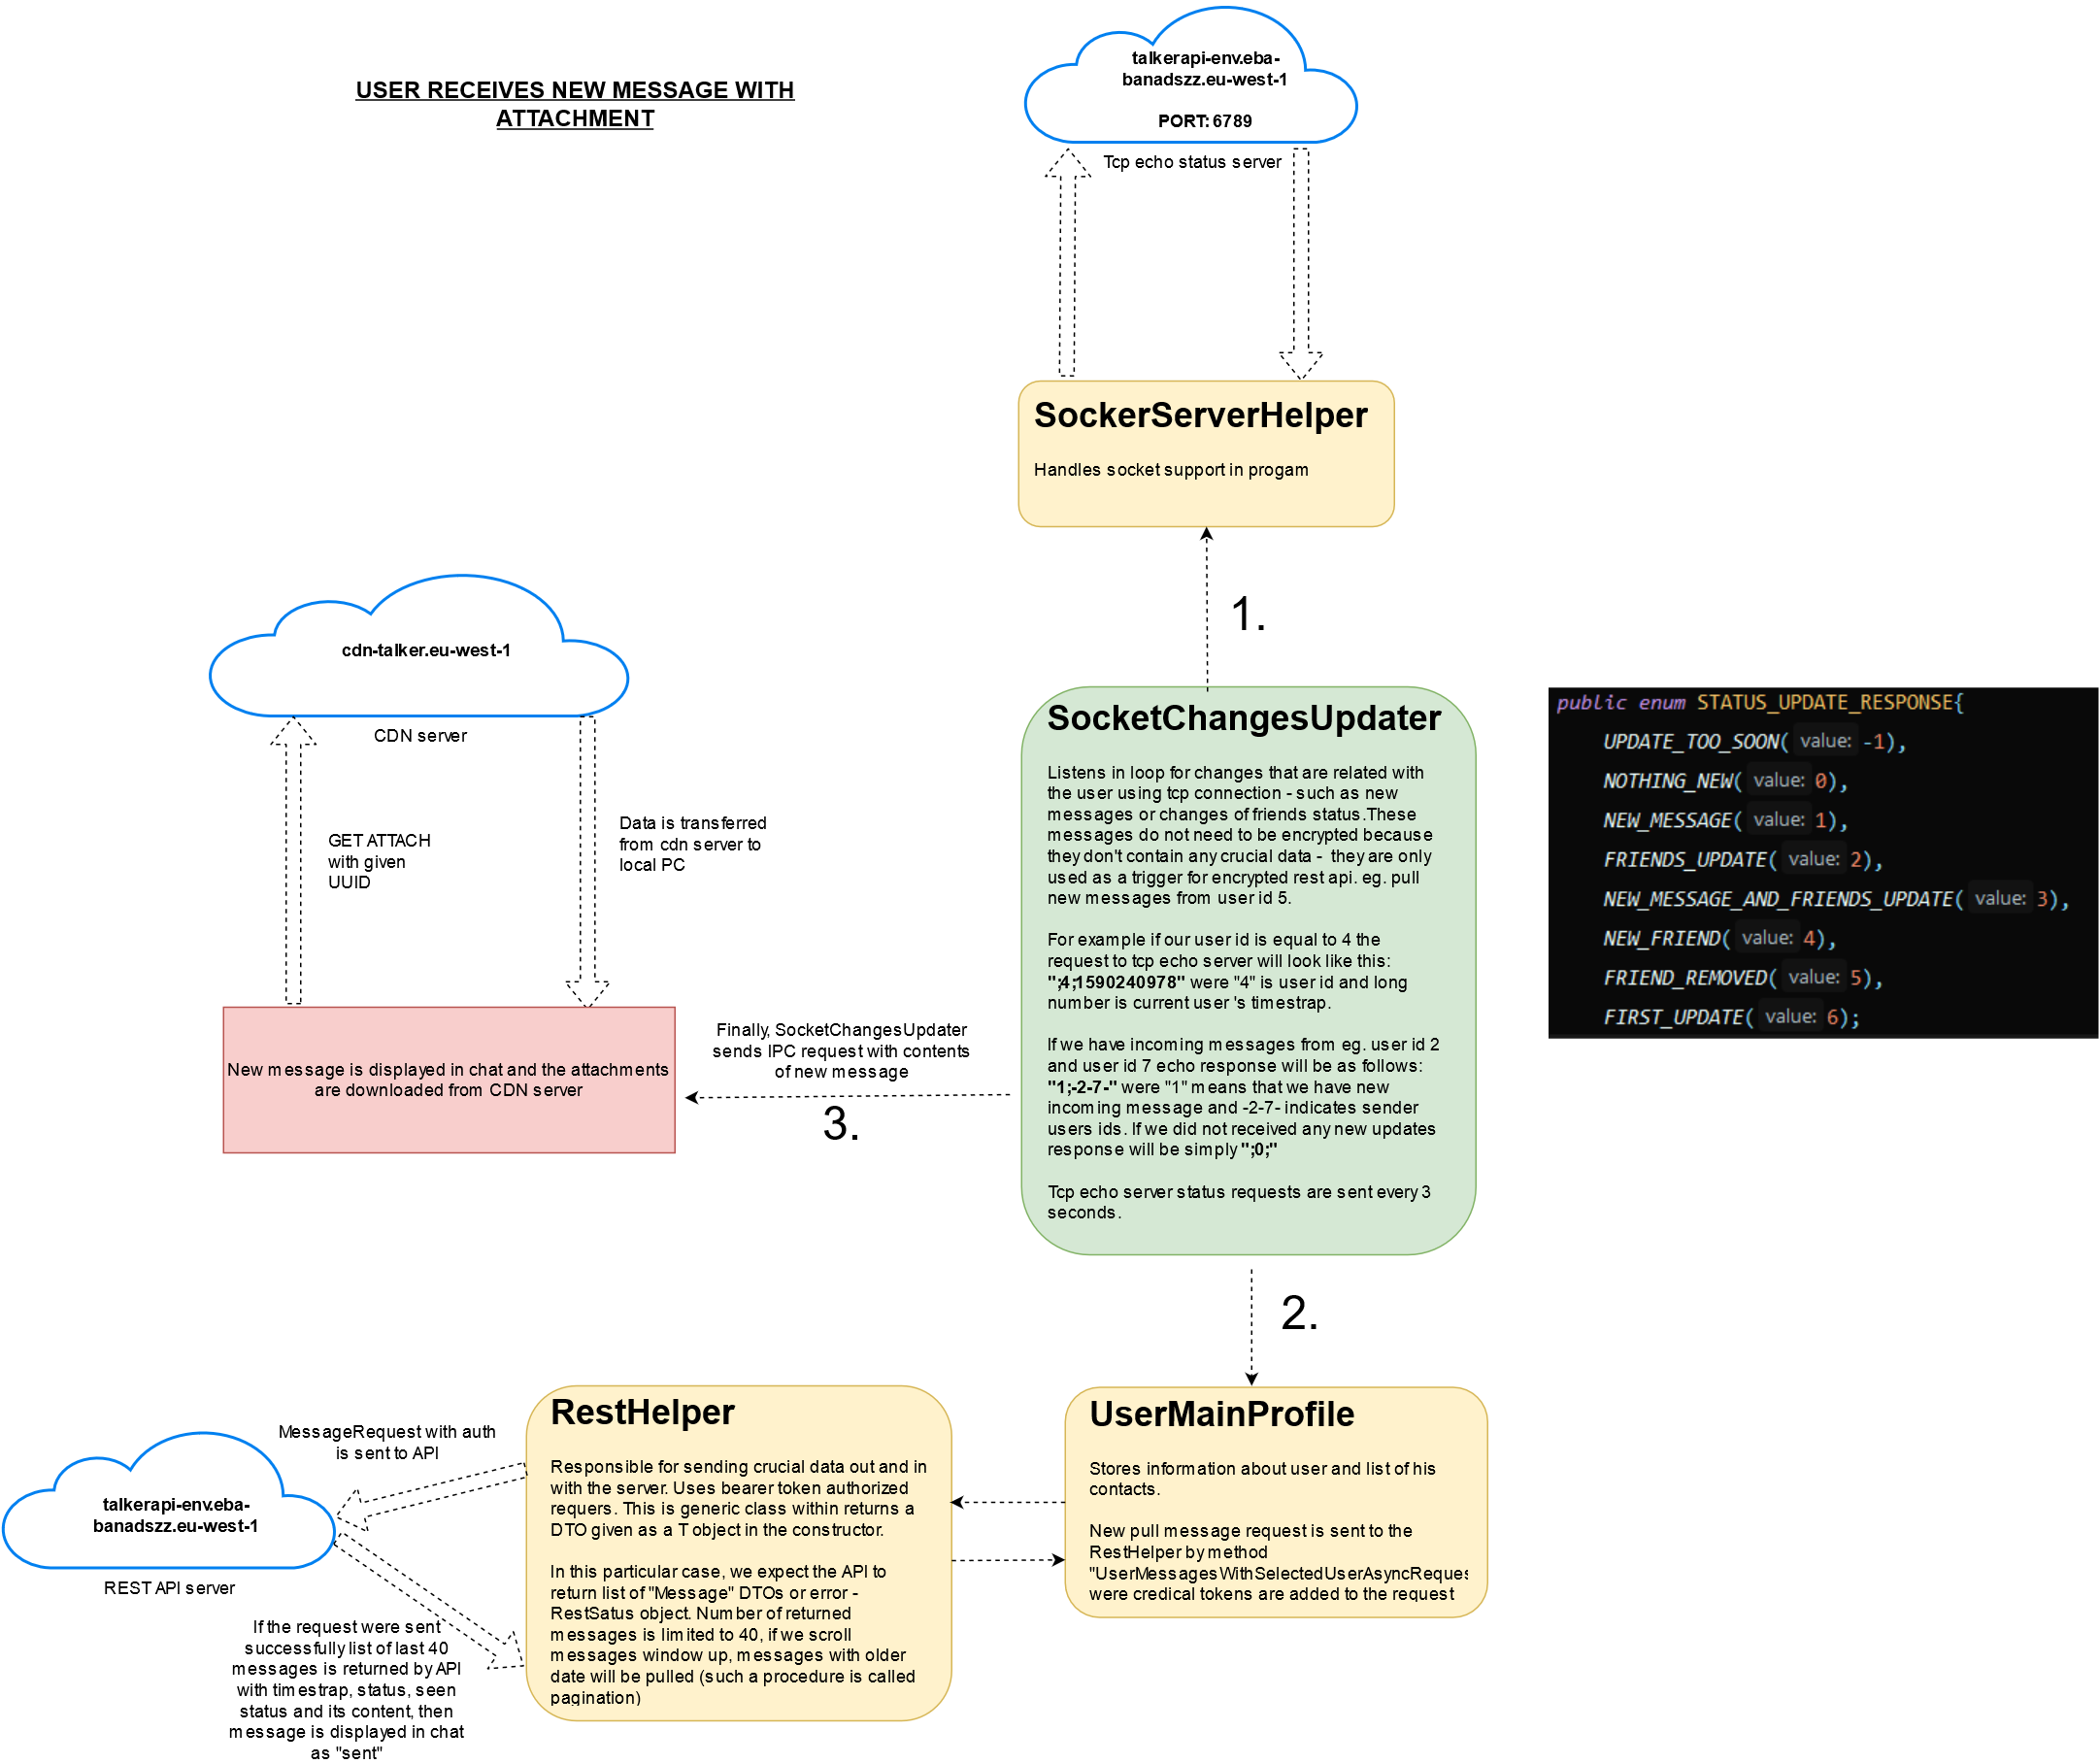 USER RECEIVES NEW MESSAGE WITH
ATTACHMENT
talkerapi-env.eba-
banadszz.eu-west-1
PORT: 6789
Tcp echo status server
SockerServerHelper
Handles socket support in progam
1.
cdn-talker.eu-west-1
CDN server
GET ATTACH
with given
UUID
Data is transferred
from cdn server to
local PC
New message is displayed in chat and the attachments
are downloaded from CDN server
Finally, SocketChangesUpdater
sends IPC request with contents
of new message
3.
SocketChangesUpdater
Listens in loop for changes that are related with
the user using tcp connection - such as new
messages or changes of friends status.These
messages do not need to be encrypted because
they don't contain any crucial data -  they are only
used as a trigger for encrypted rest api. eg. pull
new messages from user id 5.
For example if our user id is equal to 4 the
request to tcp echo server will look like this:
";4;1590240978" were "4" is user id and long
number is current user 's timestrap.
If we have incoming messages from eg. user id 2
and user id 7 echo response will be as follows:
"1;-2-7-" were "1" means that we have new
incoming message and -2-7- indicates sender
users ids. If we did not received any new updates
response will be simply ";0;"
Tcp echo server status requests are sent every 3
seconds.
public enum STATUS_UPDATE_RESPONSE{
UPDATE_TOO_SOON( value: -1),
NOTHING_NEW( value: 0),
NEW_MESSAGE( value: 1),
FRIENDS_UPDATE( value: 2),
NEW_MESSAGE_AND_FRIENDS_UPDATE( value: 3),
NEW_FRIEND( value: 4),
FRIEND_REMOVED( value: 5),
FIRST_UPDATE( value: 6);
2.
UserMainProfile
Stores information about user and list of his
contacts.
New pull message request is sent to the
RestHelper by method
"UserMessagesWithSelectedUserAsyncReques
were credical tokens are added to the request
RestHelper
Responsible for sending crucial data out and in
with the server. Uses bearer token authorized
requers. This is generic class within returns a
DTO given as a T object in the constructor.
In this particular case, we expect the API to
return list of "Message" DTOs or error -
RestSatus object. Number of returned
messages is limited to 40, if we scroll
messages window up, messages with older
date will be pulled (such a procedure is called
pagination)
MessageRequest with auth
is sent to API
talkerapi-env.eba-
banadszz.eu-west-1
REST API server
If the request were sent
successfully list of last 40
messages is returned by API
with timestrap, status, seen
status and its content, then
message is displayed in chat
as "sent"